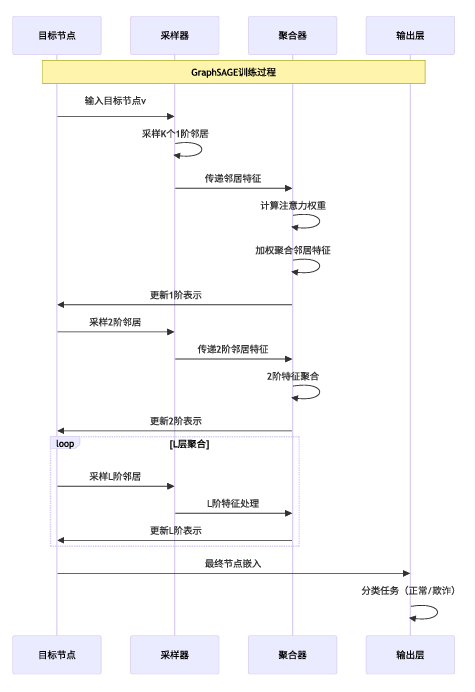 目标节点 采样器 聚合器 输出层
GraphSAGE训练过程
输入目标节点v
采样K个1阶邻居
传递邻居特征
计算注意力权重
加权聚合邻居特征
更新1阶表示
采样2阶邻居
传递2阶邻居特征
2阶特征聚合
更新2阶表示
loop [L层聚合]
采样L阶邻居
L阶特征处理
更新L阶表示
最终节点嵌入
分类任务（正常/欺诈）
目标节点 采样器 聚合器 输出层